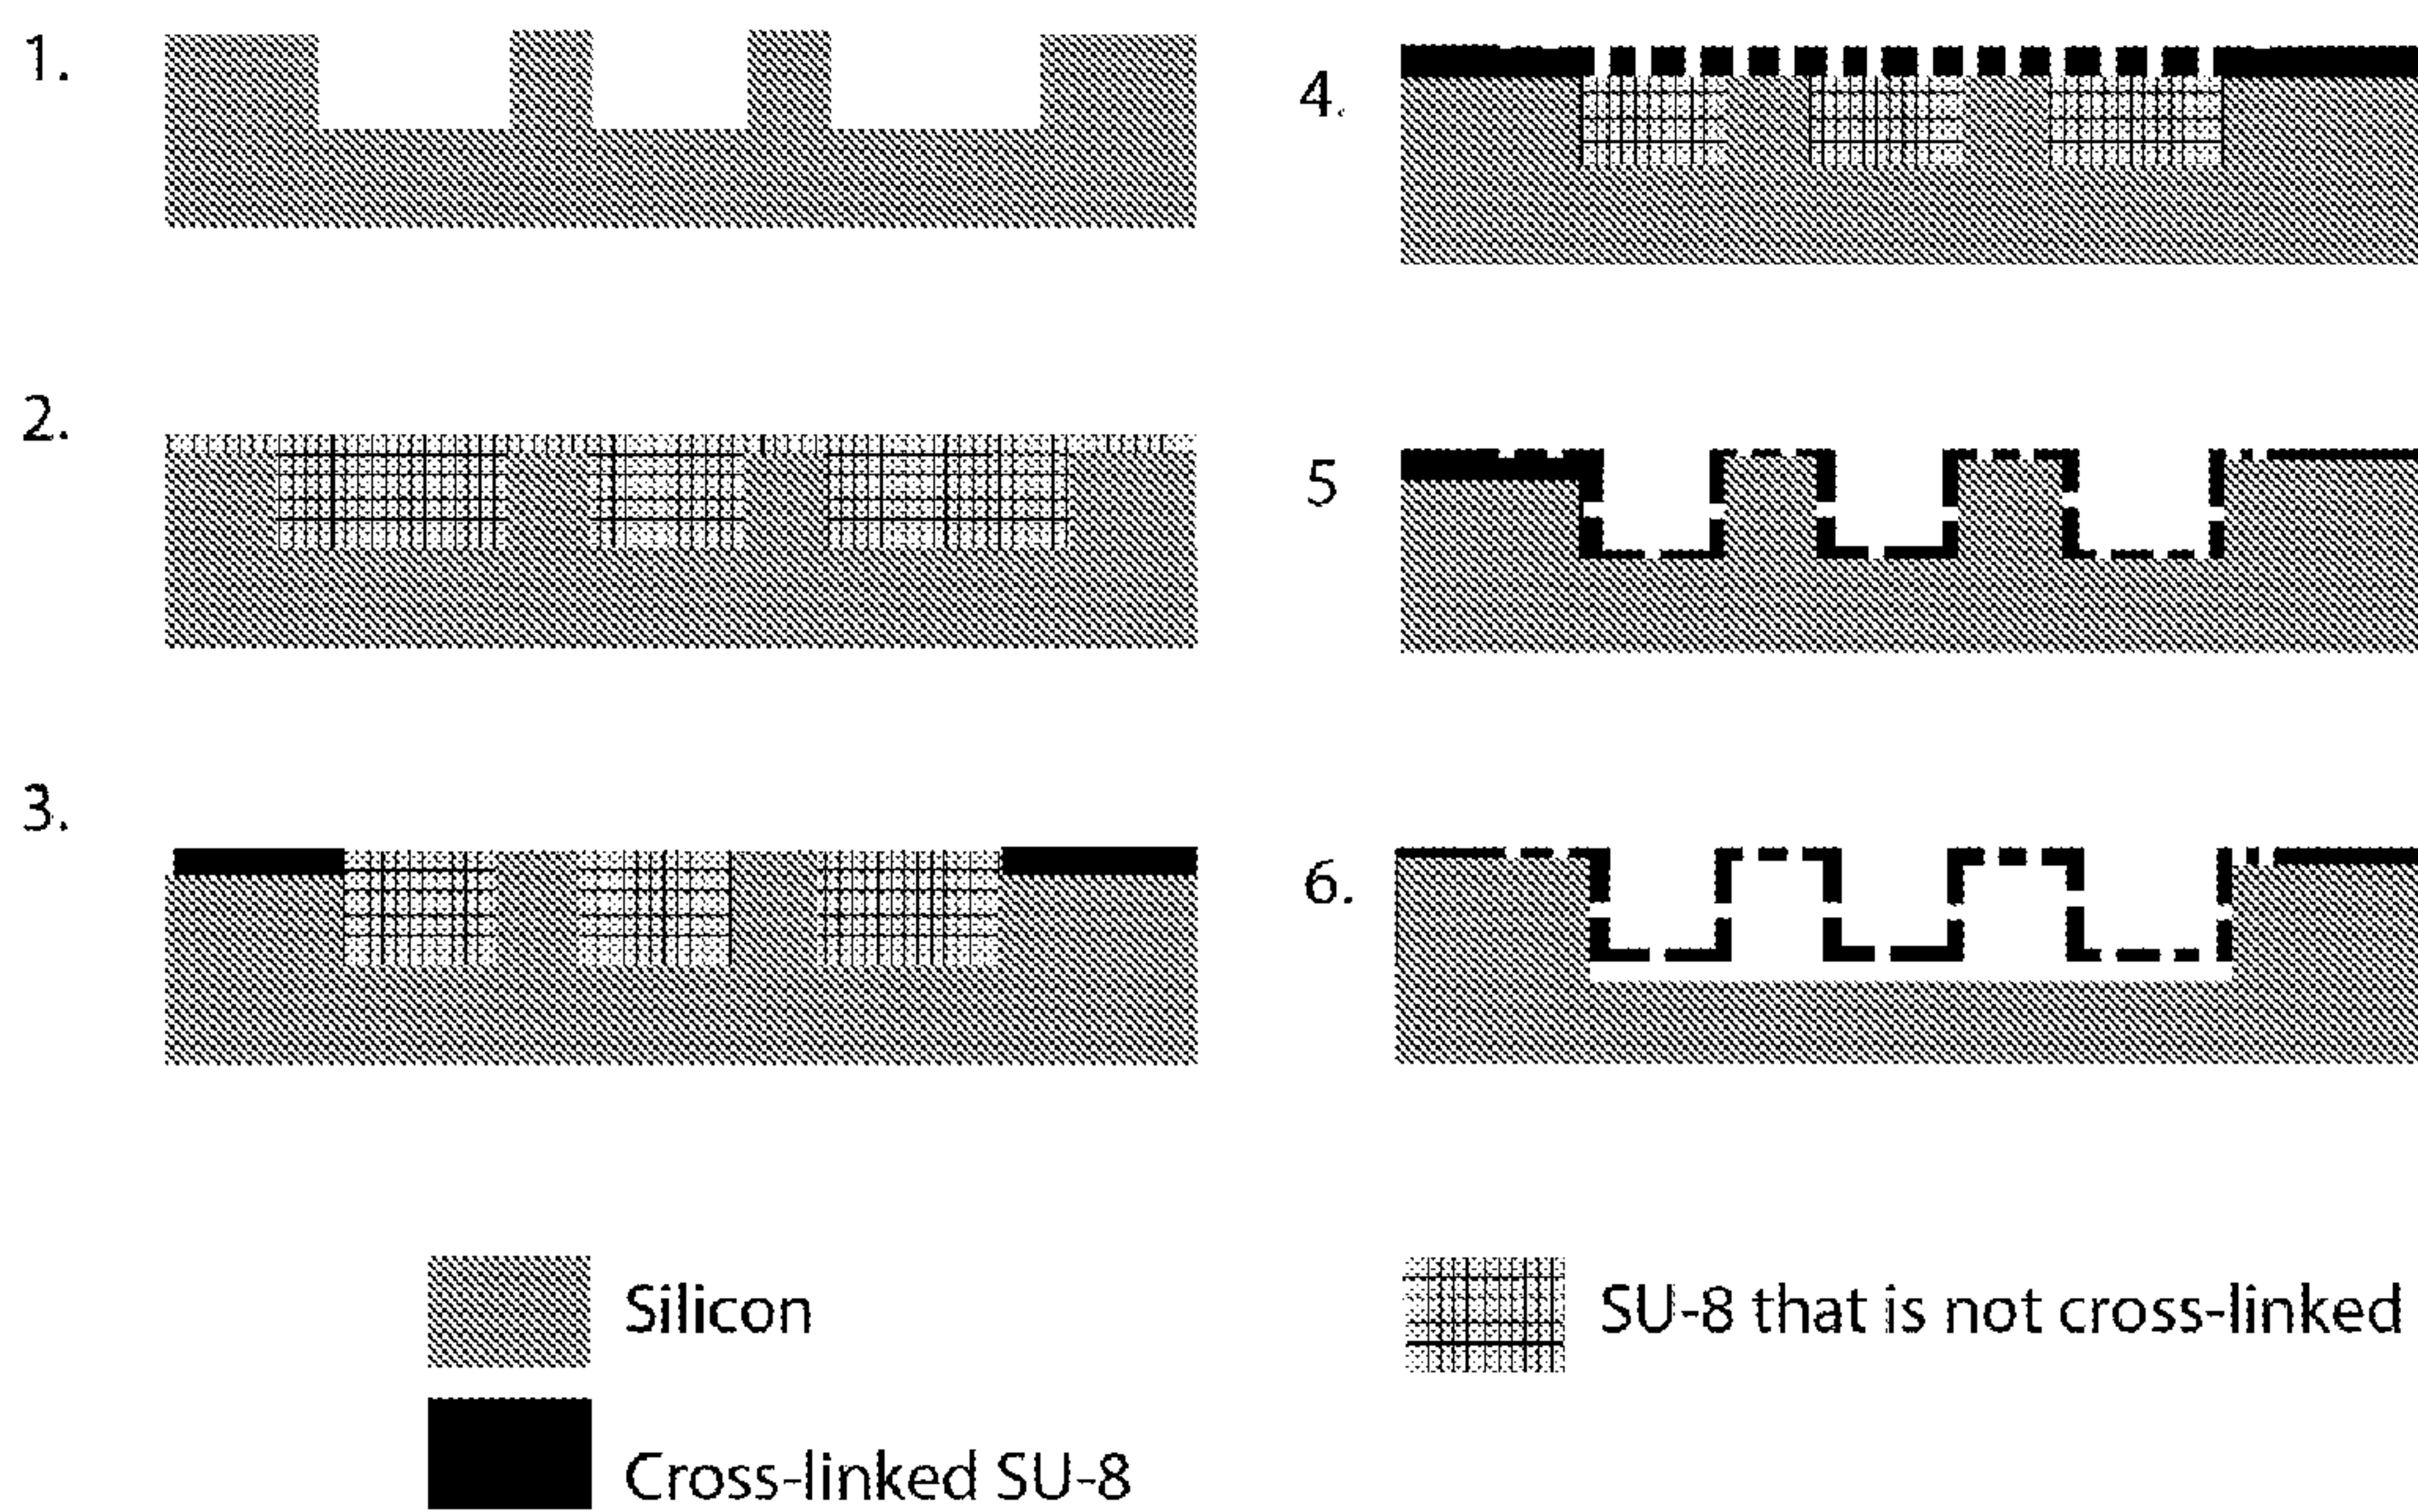 1.
2.
3.
4.
5
6.
Silicon
Cross-linked SU-8
SU-8 that is not cross-linked